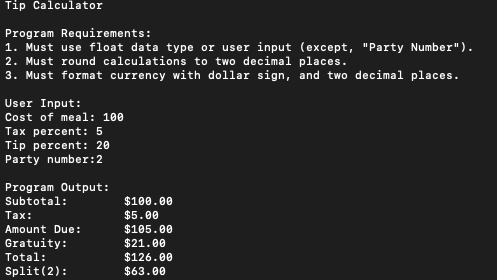 Tip Calculator
Program Requirements:
1. Must use float data type or user input (except, "Party Number").
2. Must round calculations to two decimal places.
3. Must format currency with dollar sign, and two decimal places.
User Input:
Cost of meal: 100
Tax percent: 5
Tip percent: 20
Party number:2
Program Output:
Subtotal: $100.00
Tax: $5.00
Amount Due: $105.00
Gratuity: $21.00
Total: $126.00
Split(2): $63.00